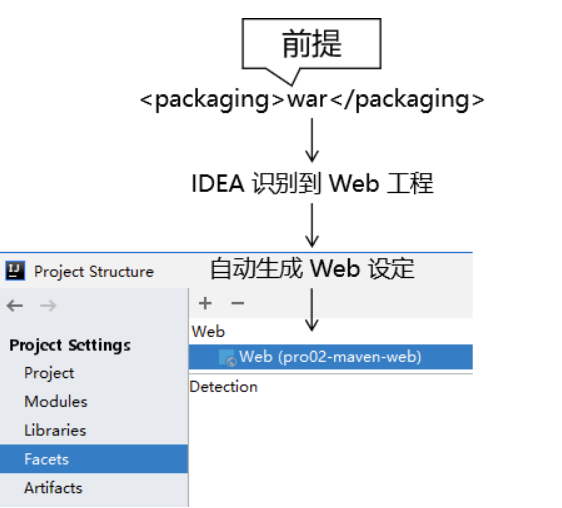 前提
<packaging>war</packaging>
IDEA 识别到 Web 工程
自动生成 Web 设定
Project Structure
Project Settings
Project
Modules
Libraries
Facets
Artifacts
Web
Web (pro02-maven-web)
Detection